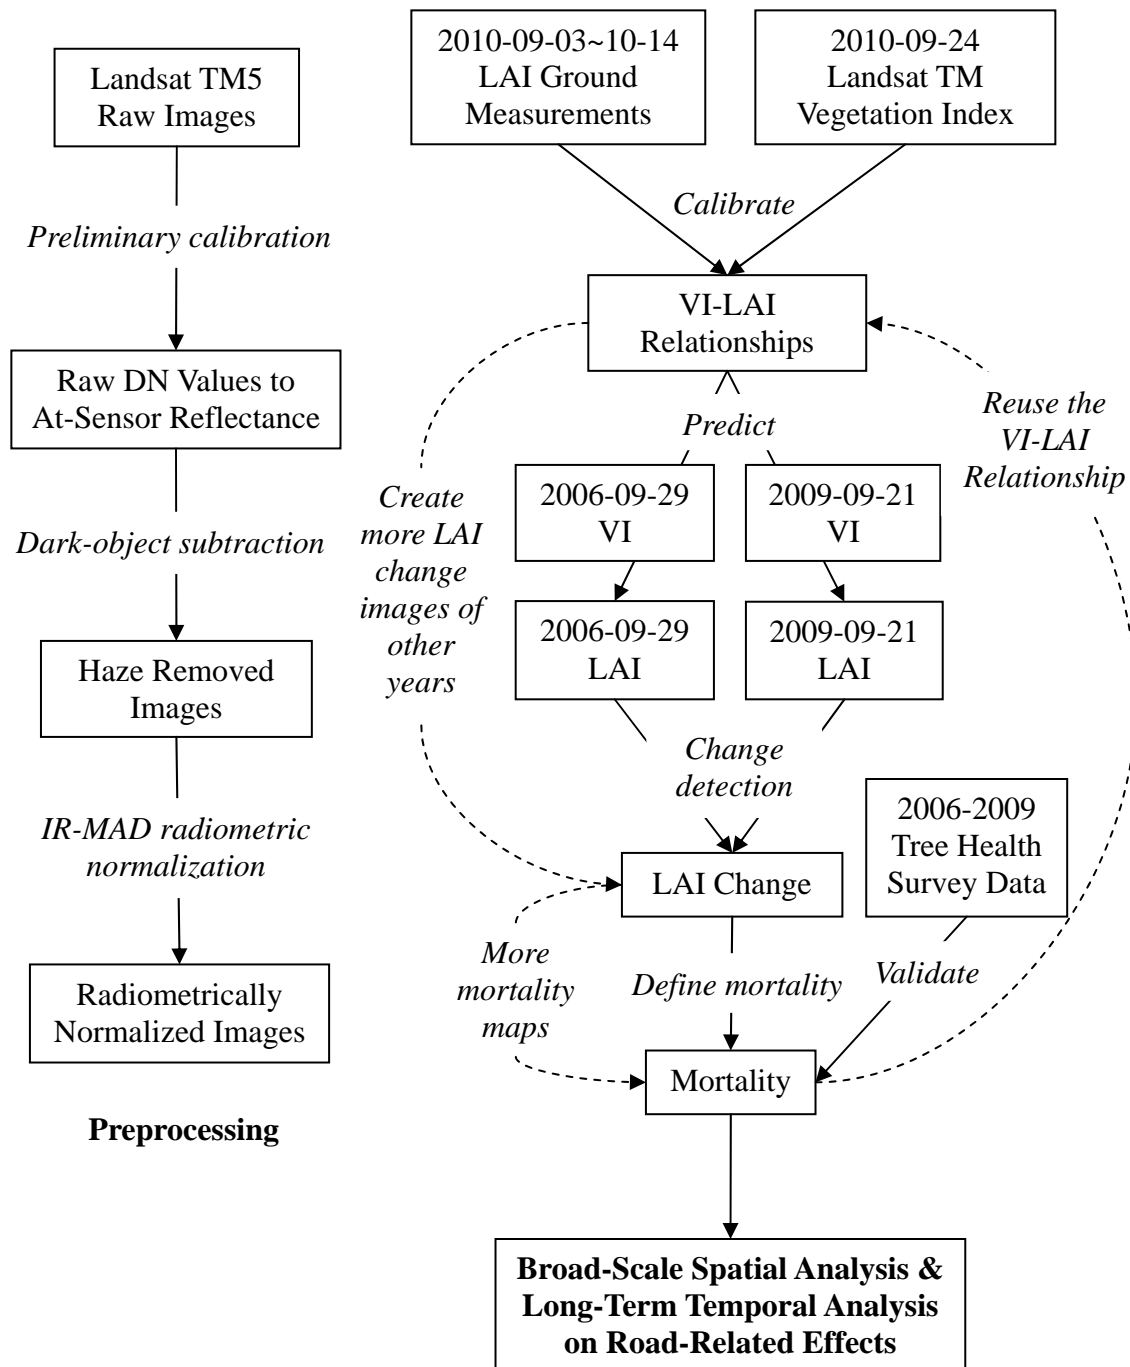 Landsat TM5
Raw Images
Preliminary calibration
Raw DN Values to
At-Sensor Reflectance
Dark-object subtraction
Haze Removed
Images
IR-MAD radiometric
normalization
Radiometrically
Normalized Images
Preprocessing
2010-09-03~10-14
LAI Ground
Measurements
2010-09-24
Landsat TM
Vegetation Index
Calibrate
VI-LAI
Relationships
Predict
Reuse the
VI-LAI
Relationship
Create
more LAI
change
images of
other
years
2006-09-29
VI
2009-09-21
VI
2006-09-29
LAI
2009-09-21
LAI
Change
detection
2006-2009
Tree Health
Survey Data
LAI Change
More
mortality
maps
Define mortality
Validate
Mortality
Broad-Scale Spatial Analysis &
Long-Term Temporal Analysis
on Road-Related Effects